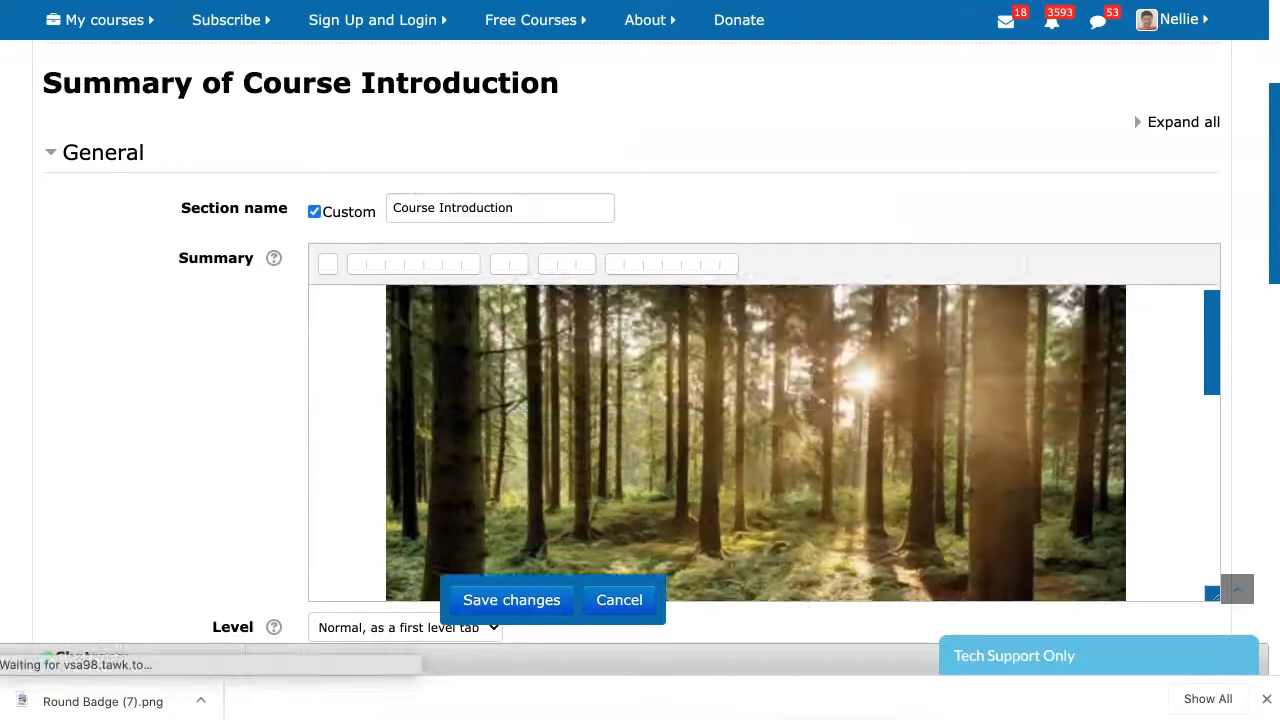 My courses Subscribe Sign Up and Login Free Courses About Donate 18 3593 53 Nellie
Summary of Course Introduction
Expand all
General
Section name Custom Course Introduction
Summary
Save changes Cancel
Level Normal, as a first level tab
Waiting for vsa98.tawk.to...
Tech Support Only
Round Badge (7).png Show All